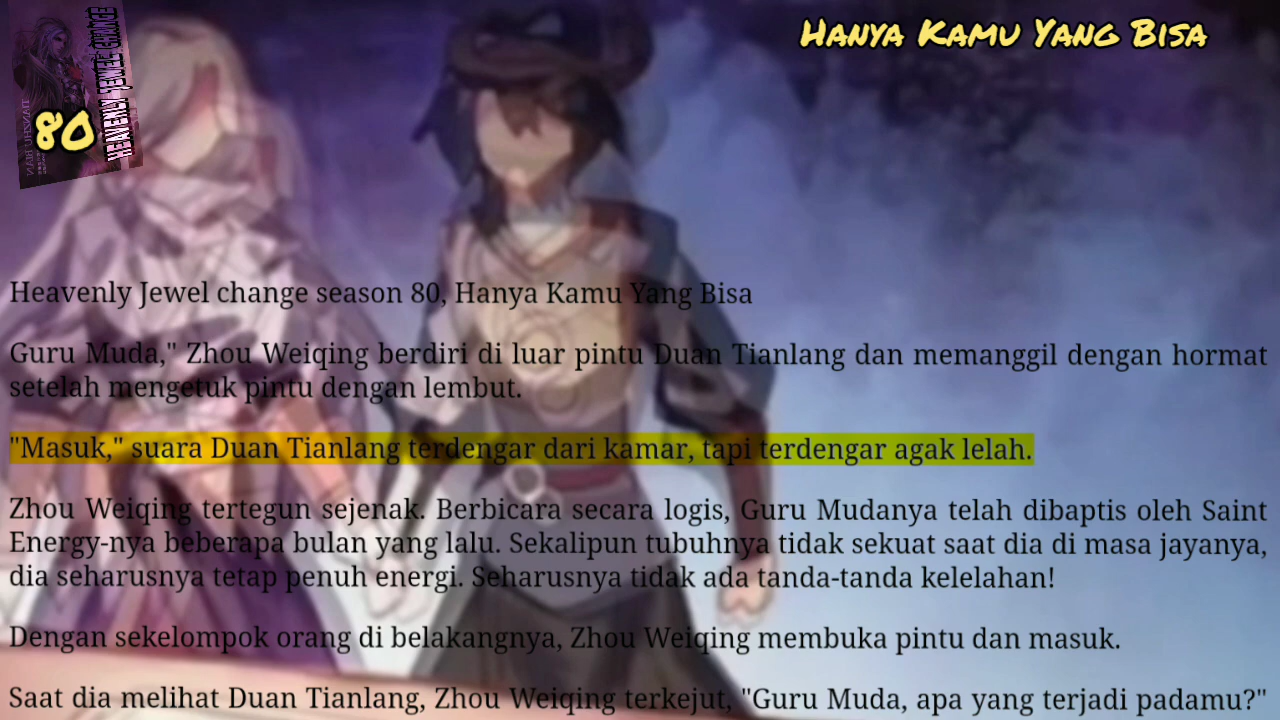 Hanya Kamu Yang Bisa
HEAVENLY JEWEL CHANGE
80
Heavenly Jewel change season 80, Hanya Kamu Yang Bisa
Guru Muda," Zhou Weiqing berdiri di luar pintu Duan Tianlang dan memanggil dengan hormat
setelah mengetuk pintu dengan lembut.
"Masuk," suara Duan Tianlang terdengar dari kamar, tapi terdengar agak lelah.
Zhou Weiqing tertegun sejenak. Berbicara secara logis, Guru Mudanya telah dibaptis oleh Saint
Energy-nya beberapa bulan yang lalu. Sekalipun tubuhnya tidak sekuat saat dia di masa jayanya,
dia seharusnya tetap penuh energi. Seharusnya tidak ada tanda-tanda kelelahan!
Dengan sekelompok orang di belakangnya, Zhou Weiqing membuka pintu dan masuk.
Saat dia melihat Duan Tianlang, Zhou Weiqing terkejut, "Guru Muda, apa yang terjadi padamu?"